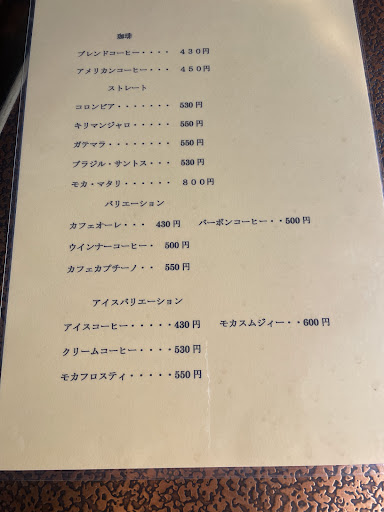 珈琲
ブレンドコーヒー・・・・ ４３０円
アメリカンコーヒー・・・ ４５０円
ストレート
コロンビア・・・・・・・ 530円
キリマンジャロ・・・・・ 550円
ガテマラ・・・・・・・・ 550円
ブラジル・サントス・・・ 530円
モカ・マタリ・・・・・・ ８００円
バリエーション
カフェオーレ・・・ 430円 バーボンコーヒー・・500円
ウインナーコーヒー・ 500円
カフェカプチーノ・・ 550円
アイスバリエーション
アイスコーヒー・・・・・430円 モカスムジィー・・600円
クリームコーヒー・・・・530円
モカフロスティ・・・・・550円